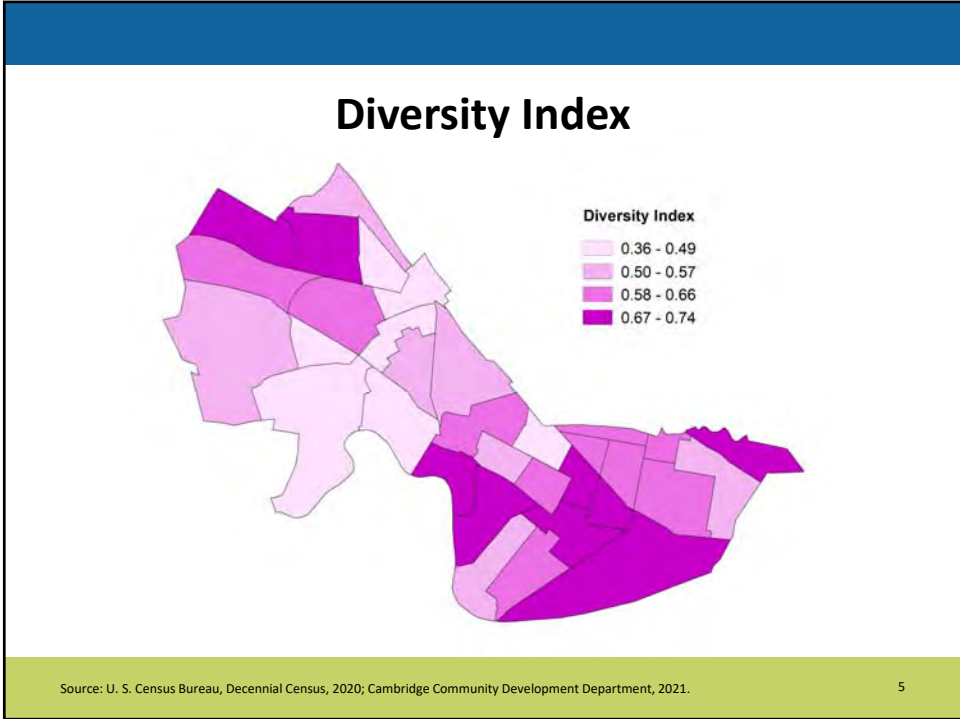 Diversity Index
Diversity Index
0.36 - 0.49
0.50 - 0.57
0.58 - 0.66
0.67 - 0.74
Source: U. S. Census Bureau, Decennial Census, 2020; Cambridge Community Development Department, 2021.
5